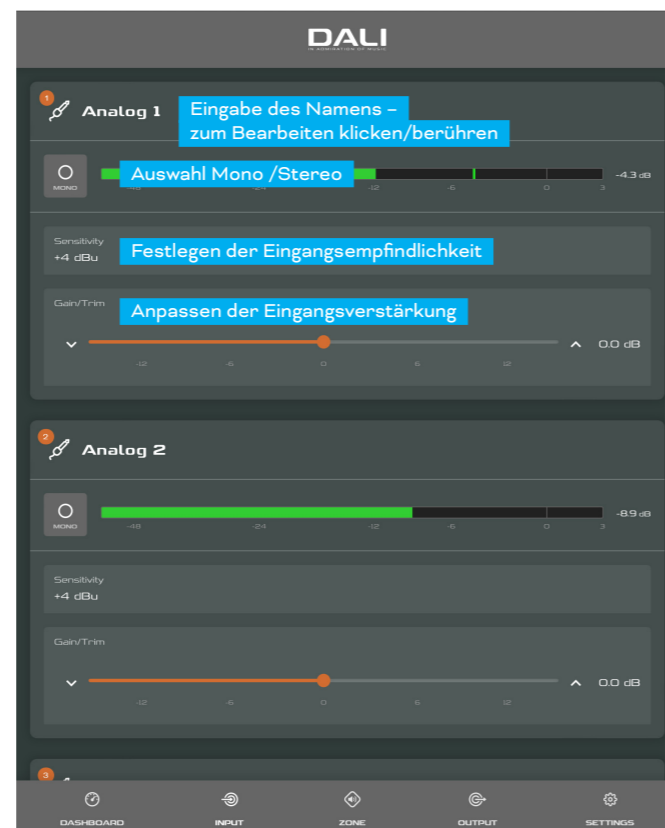 DALI
IN ADMIRATION OF MUSIC
1
Analog 1
Eingabe des Namens –
zum Bearbeiten klicken/berühren
MONO
Auswahl Mono /Stereo
-4.3 dB
-48 -24 -12 -6 0 3
Sensitivity
+4 dBu
Festlegen der Eingangsempfindlichkeit
Gain/Trim
Anpassen der Eingangsverstärkung
0.0 dB
-12 -6 0 6 12
2
Analog 2
MONO
-8.9 dB
-48 -24 -12 -6 0 3
Sensitivity
+4 dBu
Gain/Trim
0.0 dB
-12 -6 0 6 12
3
DASHBOARD INPUT ZONE OUTPUT SETTINGS